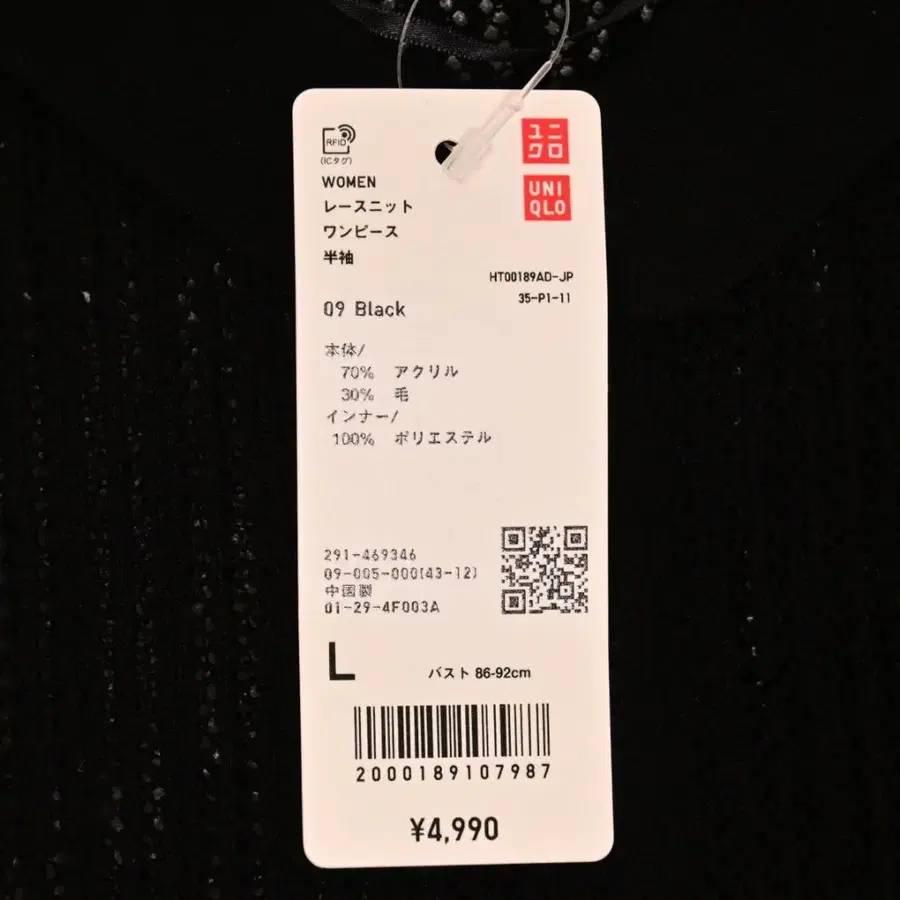 RFID
(ICタグ)
ユニ
クロ
UNI
QLO
WOMEN
レースニット
ワンピース
半袖
HT00189AD-JP
35-P1-11
09 Black
本体/
70% アクリル
30% 毛
インナー/
100% ポリエステル
291-469346
09-005-000(43-12)
中国製
01-29-4F003A
L バスト 86-92cm
2000189107987
¥4,990